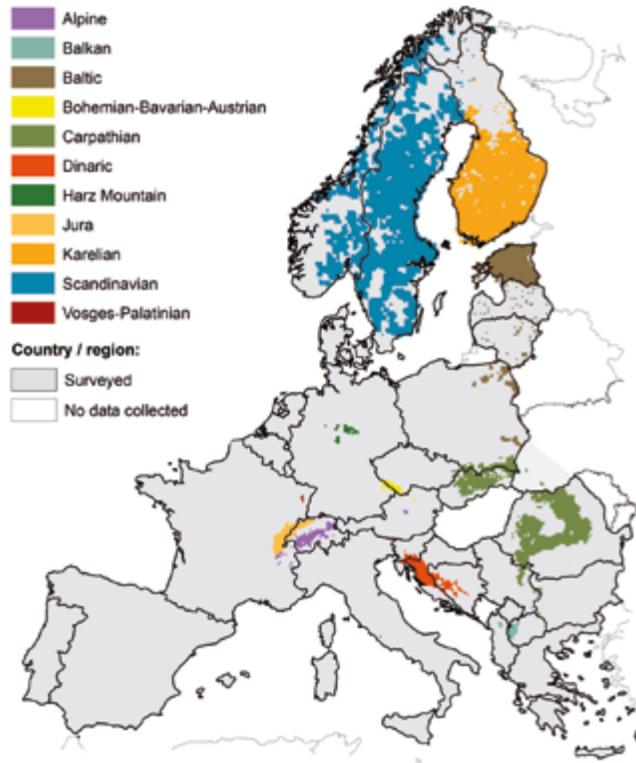 Alpine
Balkan
Baltic
Bohemian-Bavarian-Austrian
Carpathian
Dinaric
Harz Mountain
Jura
Karelian
Scandinavian
Vosges-Palatinian
Country / region:
Surveyed
No data collected